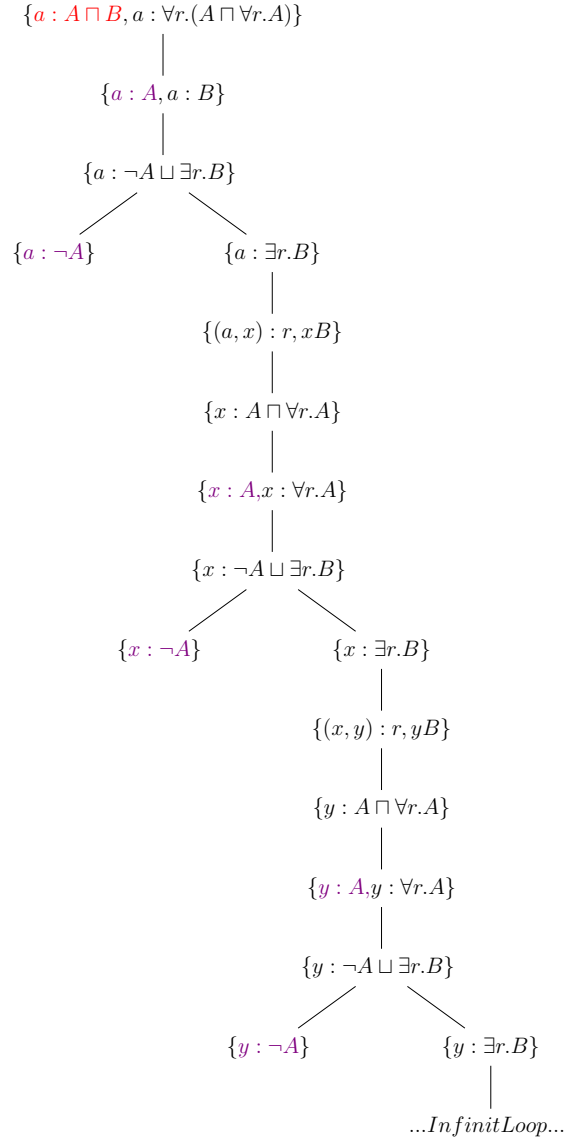 {a : A ⊓ B, a : ∀r.(A ⊓ ∀r.A)}
{a : A, a : B}
{a : ¬A ⊔ ∃r.B}
{a : ¬A} {a : ∃r.B}
{(a, x) : r, xB}
{x : A ⊓ ∀r.A}
{x : A, x : ∀r.A}
{x : ¬A ⊔ ∃r.B}
{x : ¬A} {x : ∃r.B}
{(x, y) : r, yB}
{y : A ⊓ ∀r.A}
{y : A, y : ∀r.A}
{y : ¬A ⊔ ∃r.B}
{y : ¬A} {y : ∃r.B}
...InfinitLoop...